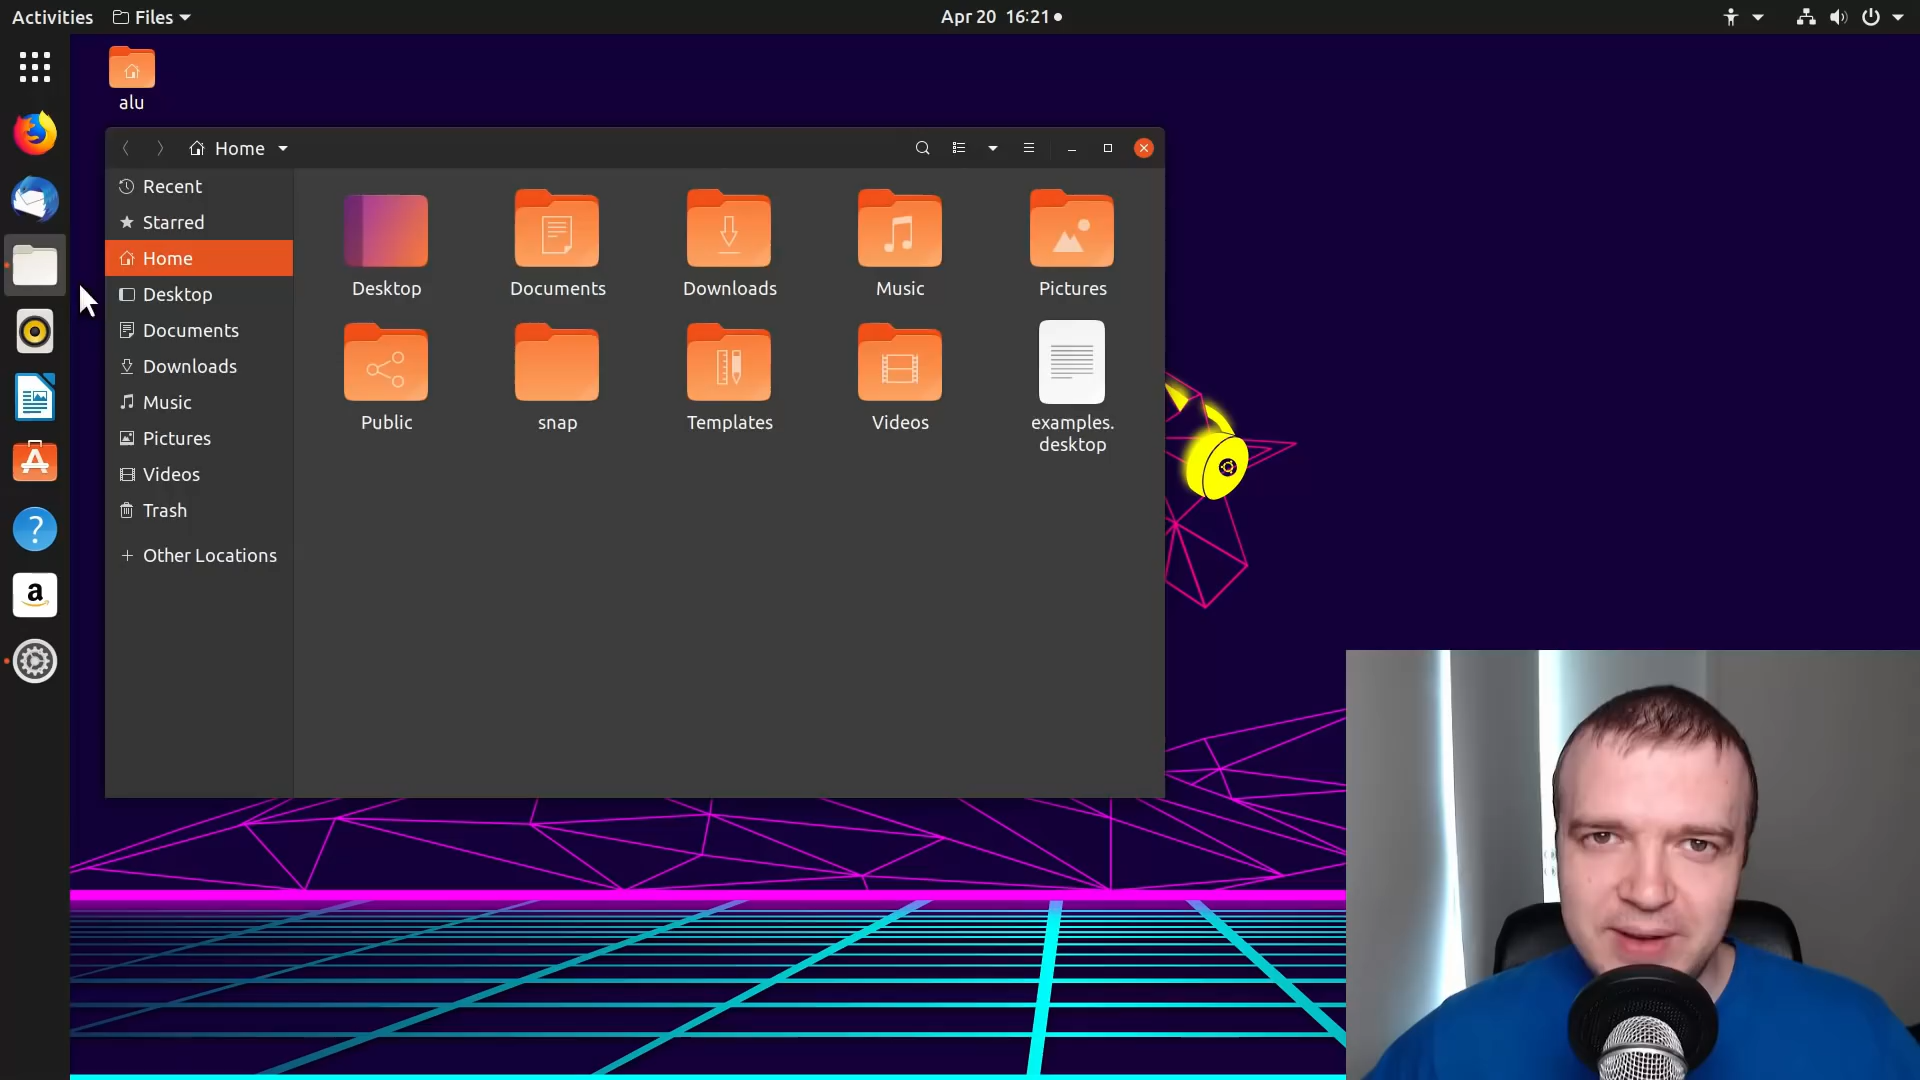 Activities
Files
Apr 20 16:21
alu
Home
Recent
Starred
Home
Desktop
Documents
Downloads
Music
Pictures
Videos
Trash
Other Locations
Desktop
Documents
Downloads
Music
Pictures
Public
snap
Templates
Videos
examples.
desktop